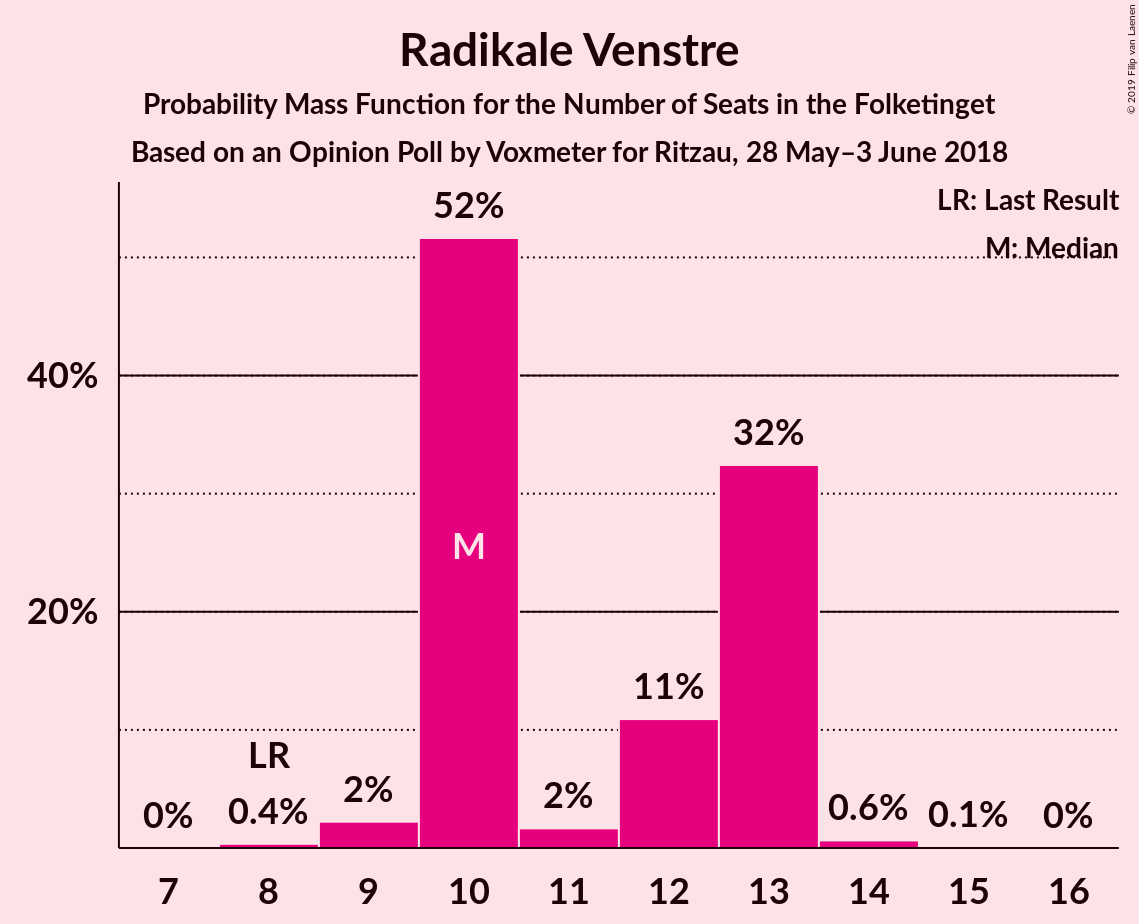 Radikale Venstre
Probability Mass Function for the Number of Seats in the Folketinget
Based on an Opinion Poll by Voxmeter for Ritzau, 28 May–3 June 2018
© 2019 Filip van Laenen
LR: Last Result
M: Median
52%
40%
32%
M
20%
11%
LR
0%
0.4%
2%
2%
0.6%
0.1%
0%
7 8 9 10 11 12 13 14 15 16